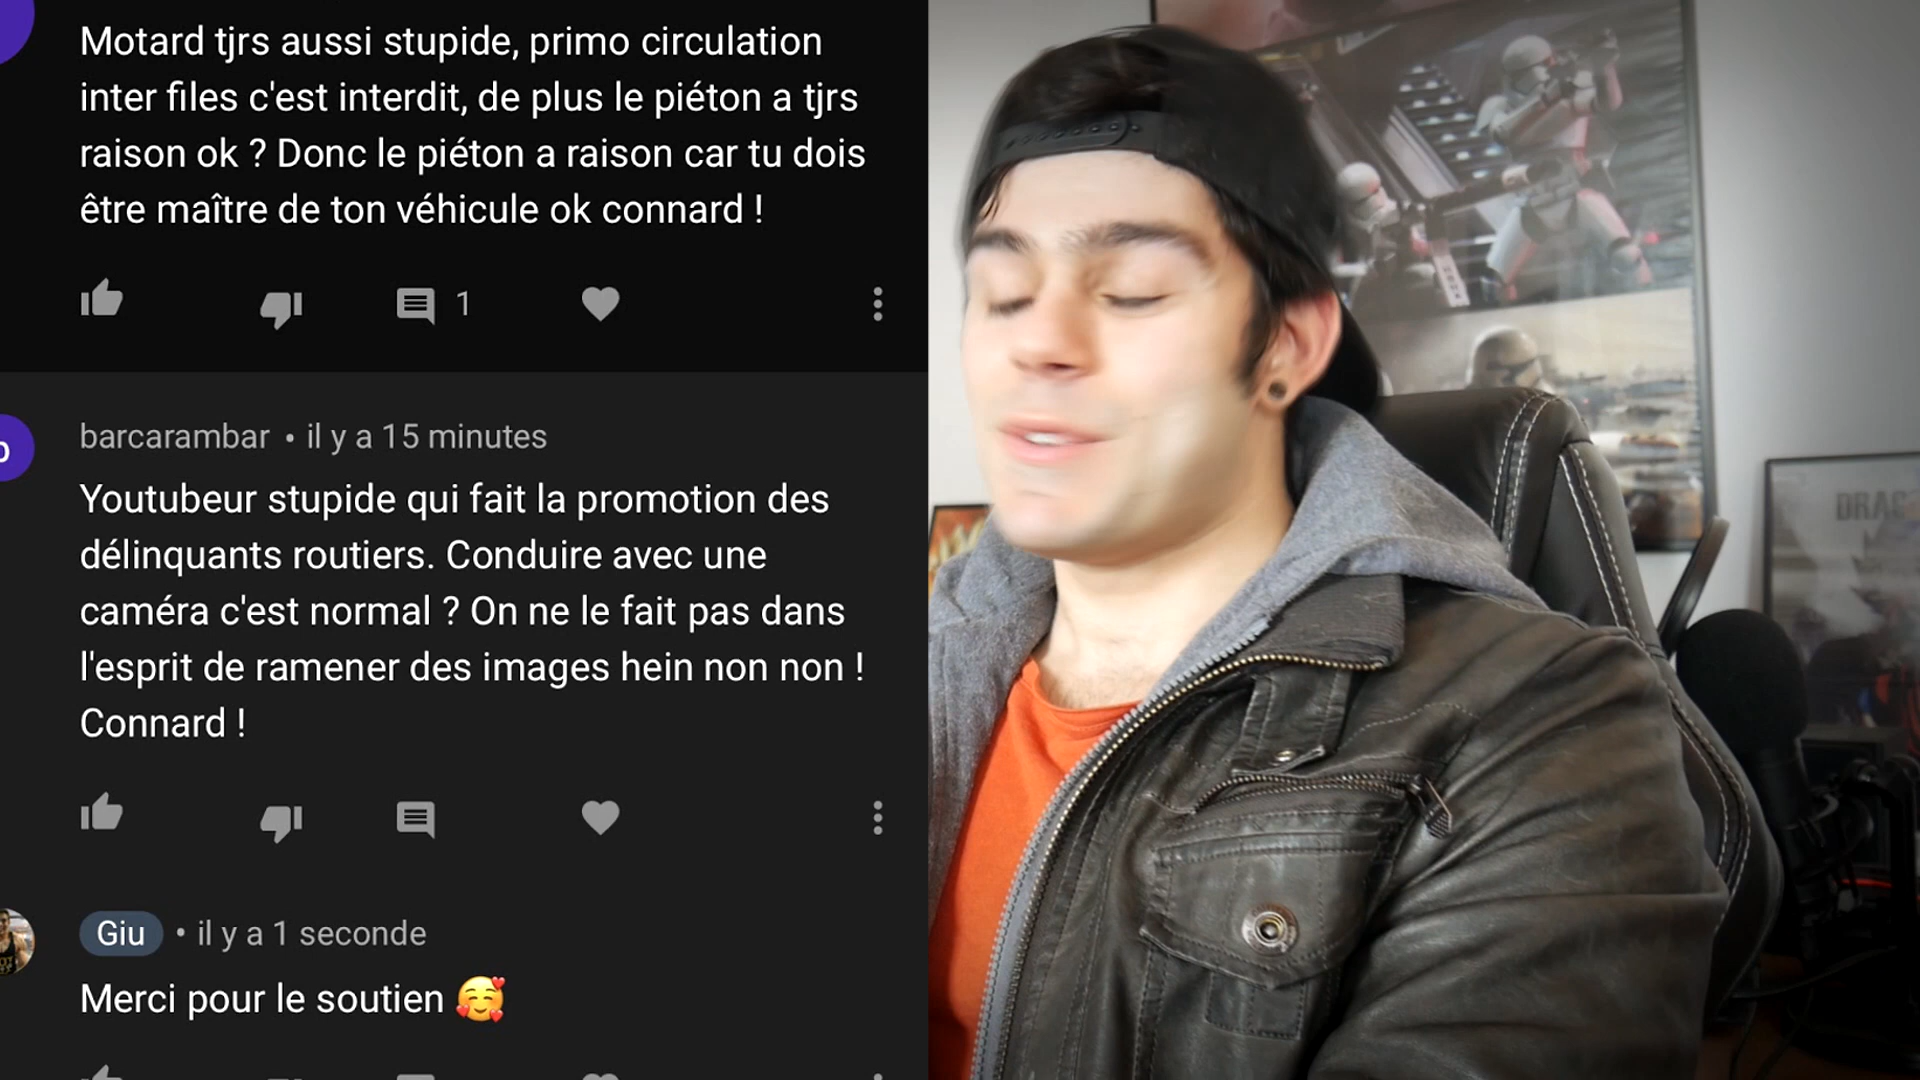 Motard tjrs aussi stupide, primo circulation
inter files c'est interdit, de plus le piéton a tjrs
raison ok ? Donc le piéton a raison car tu dois
être maître de ton véhicule ok connard !
1
barcarambar • il y a 15 minutes
Youtubeur stupide qui fait la promotion des
délinquants routiers. Conduire avec une
caméra c'est normal ? On ne le fait pas dans
l'esprit de ramener des images hein non non !
Connard !
Giu • il y a 1 seconde
Merci pour le soutien 🥰
DRAG